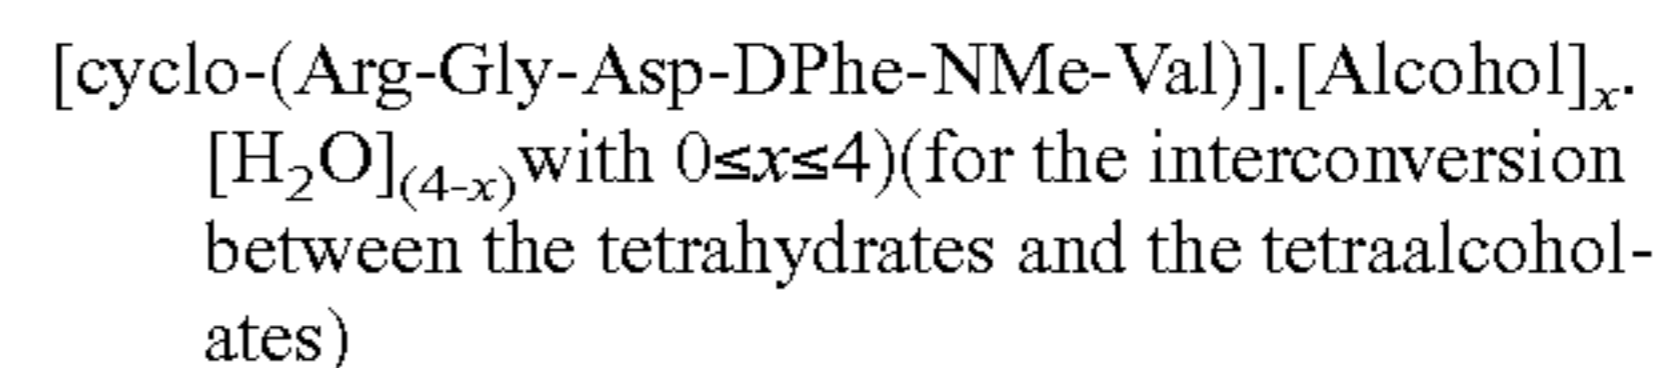 [cyclo-(Arg-Gly-Asp-DPhe-NMe-Val)].[Alcohol]ₓ.
[H₂O]₍₄₋ₓ₎with 0≤x≤4)(for the interconversion
between the tetrahydrates and the tetraalcohol-
ates)